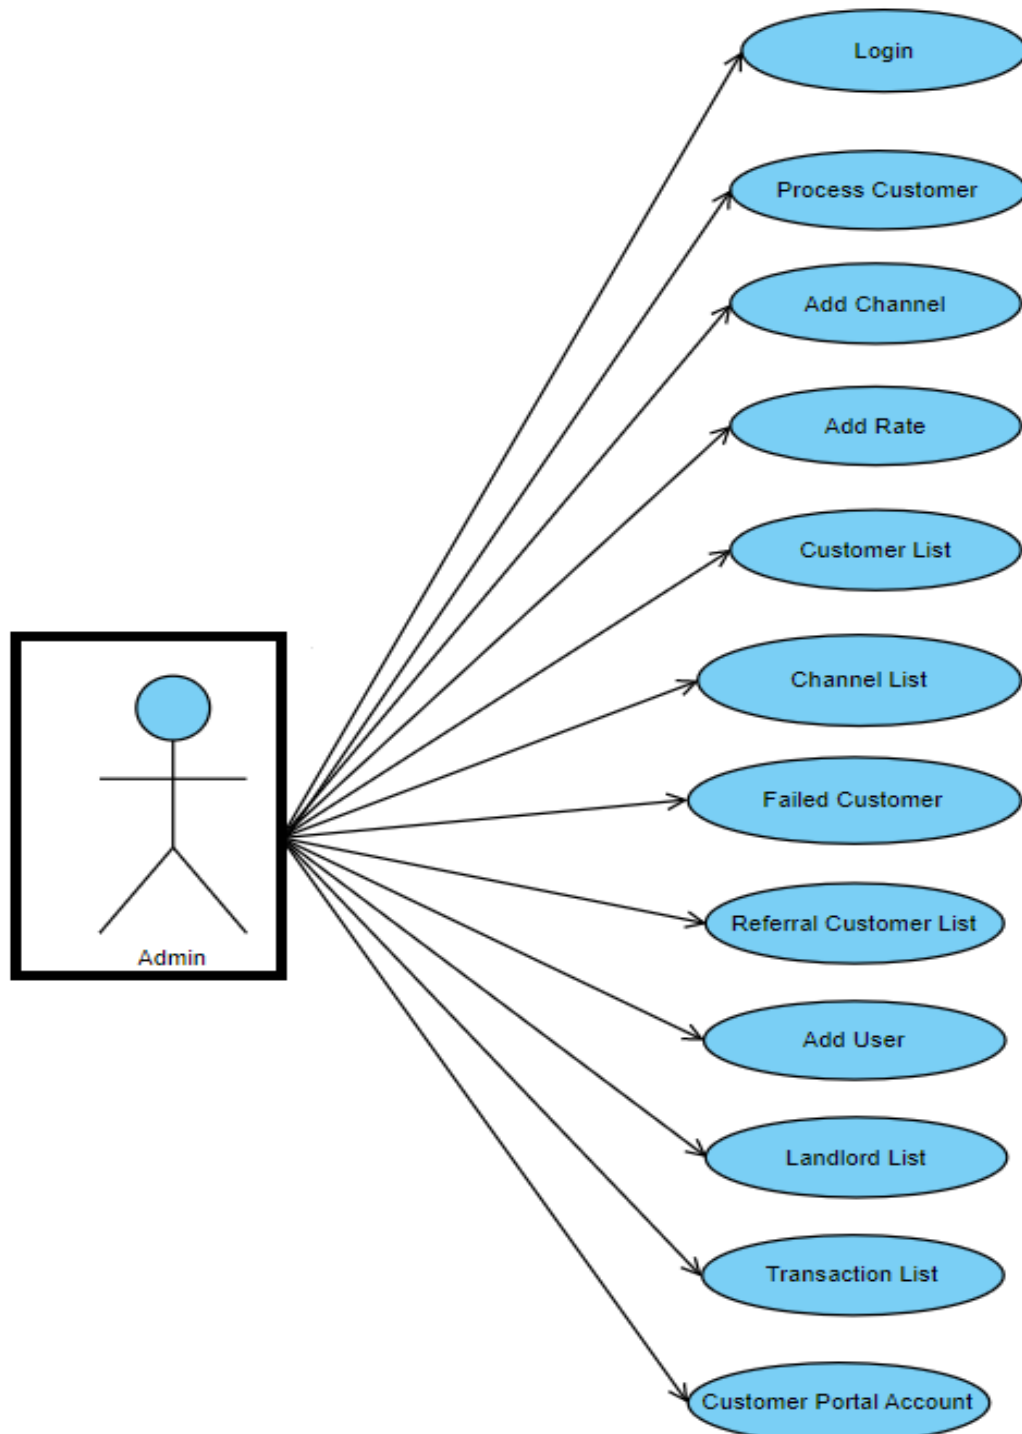 Login
Process Customer
Add Channel
Add Rate
Customer List
Channel List
Failed Customer
Referral Customer List
Admin
Add User
Landlord List
Transaction List
Customer Portal Account